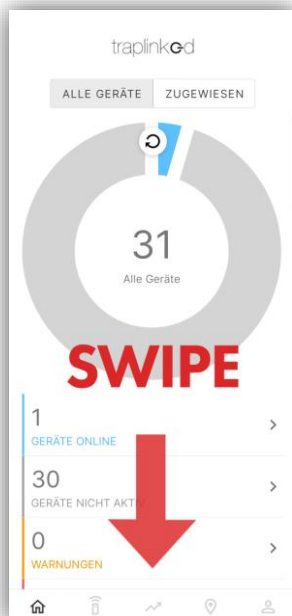 traplinked
ALLE GERÄTE ZUGEWIESEN
31
Alle Geräte
SWIPE
1
GERÄTE ONLINE
30
GERÄTE NICHT AKTIV
0
WARNUNGEN